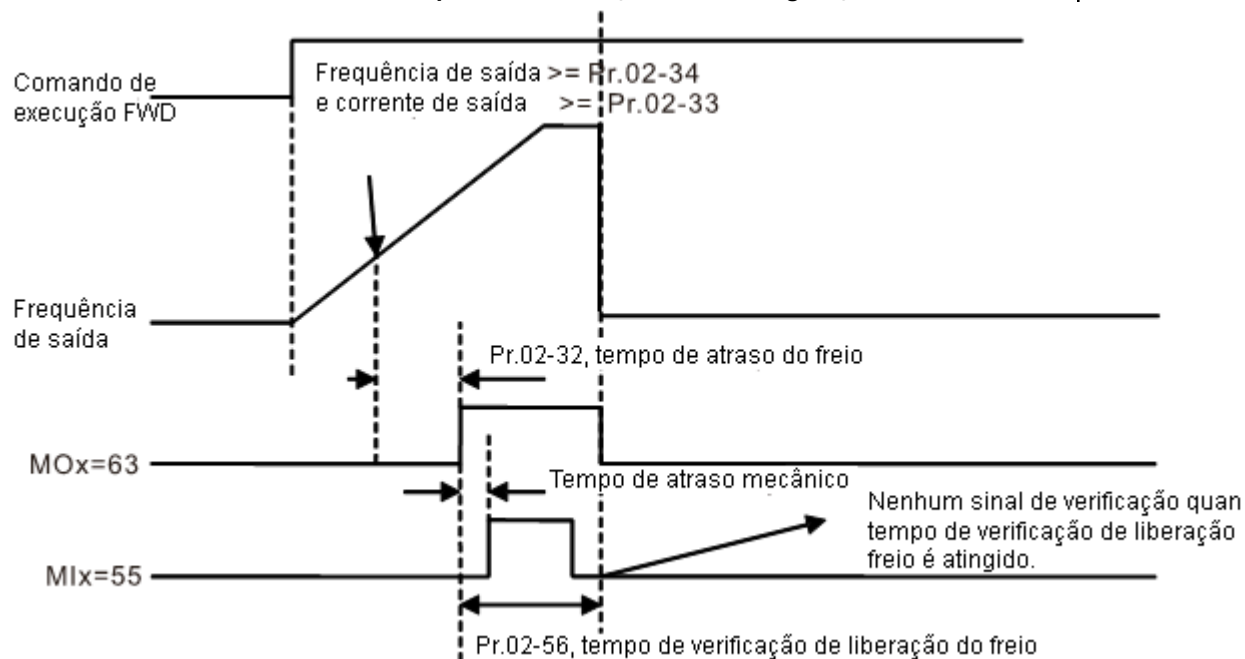 Comando de
execução FWD
Frequência de saída >= Pr.02-34
e corrente de saída >= Pr.02-33
Frequência
de saída
Pr.02-32, tempo de atraso do freio
MOx=63
Tempo de atraso mecânico
Nenhum sinal de verificação quan
tempo de verificação de liberação
freio é atingido.
MIx=55
Pr.02-56, tempo de verificação de liberação do freio